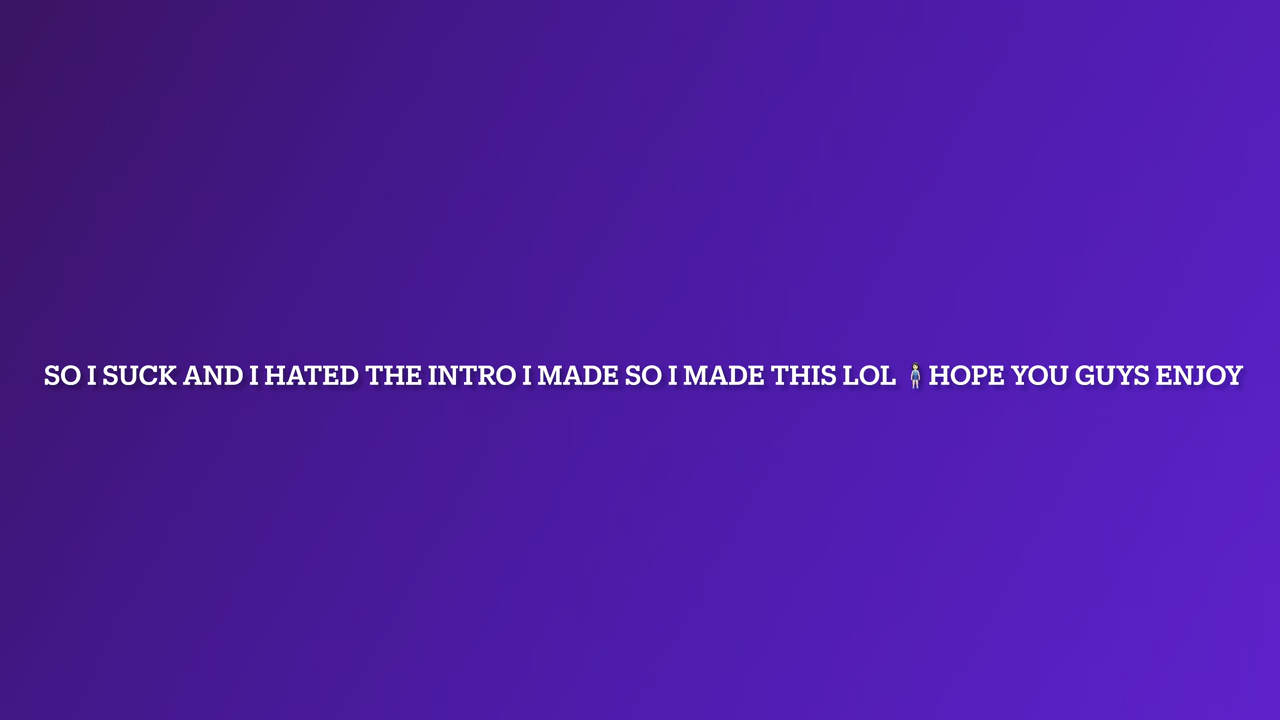 SO I SUCK AND I HATED THE INTRO I MADE SO I MADE THIS LOL 🧍🏻‍♂️HOPE YOU GUYS ENJOY